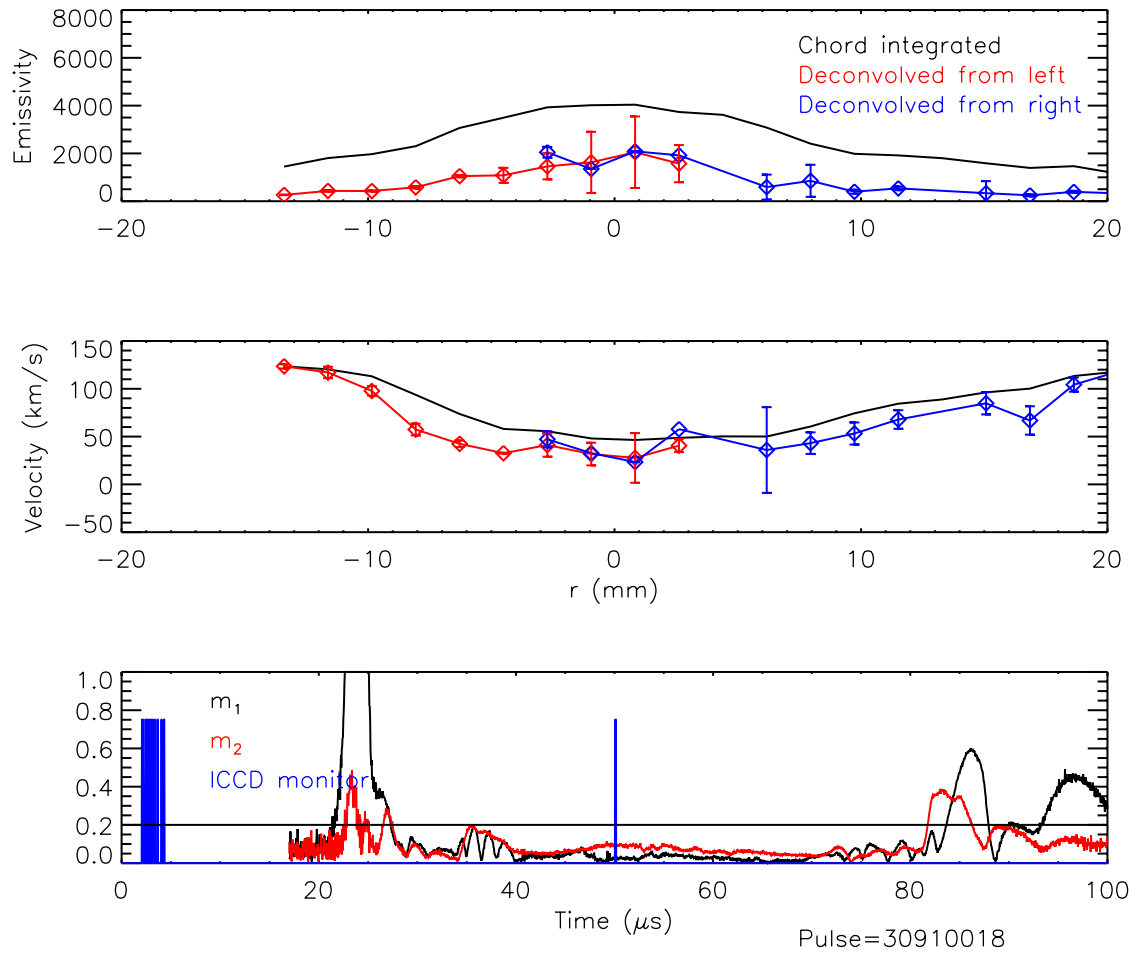 8000
6000
4000
2000
0
Emissivity
Chord integrated
Deconvolved from left
Deconvolved from right
−20 −10 0 10 20
150
100
50
0
−50
Velocity (km/s)
−20 −10 0 10 20
r (mm)
1.0
0.8
0.6
0.4
0.2
0.0
m1
m2
ICCD monitor
0 20 40 60 80 100
Time (μs)
Pulse=30910018